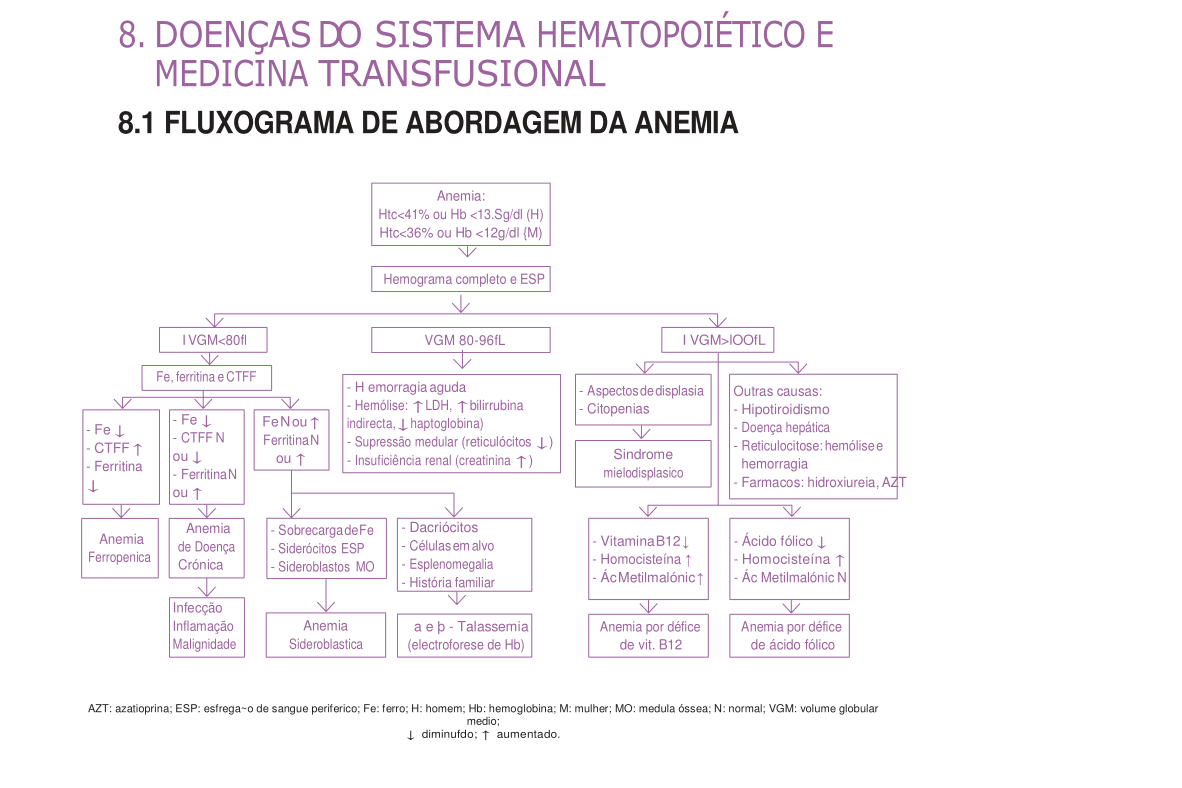 8. DOENÇAS DO SISTEMA HEMATOPOIÉTICO E
MEDICINA TRANSFUSIONAL
8.1 FLUXOGRAMA DE ABORDAGEM DA ANEMIA
Anemia:
Htc<41% ou Hb <13.Sg/dl (H)
Htc<36% ou Hb <12g/dl {M)
Hemograma completo e ESP
I VGM<80fl
VGM 80-96fL
I VGM>lOOfL
Fe, ferritina e CTFF
- Fe ↓
- CTFF ↑
- Ferritina
↓
- Fe ↓
- CTFF N
ou ↓
- Ferritina N
ou ↑
Fe N ou ↑
Ferritina N
ou ↑
- H emorragia aguda
- Hemólise: ↑ LDH, ↑ bilirrubina
indirecta, ↓ haptoglobina)
- Supressão medular (reticulócitos ↓ )
- Insuficiência renal (creatinina ↑ )
- Aspectos de displasia
- Citopenias
Sindrome
mielodisplasico
Outras causas:
- Hipotiroidismo
- Doença hepática
- Reticulocitose: hemólise e
hemorragia
- Farmacos: hidroxiureia, AZT
Anemia
Ferropenica
Anemia
de Doença
Crónica
Infecção
Inflamação
Malignidade
- Sobrecarga de Fe
- Siderócitos ESP
- Sideroblastos MO
Anemia
Sideroblastica
- Dacriócitos
- Células em alvo
- Esplenomegalia
- História familiar
a e þ - Talassemia
(electroforese de Hb)
- Vitamina B12 ↓
- Homocisteína ↑
- Ác Metilmalónic ↑
Anemia por défice
de vit. B12
- Ácido fólico ↓
- Homocisteína ↑
- Ác Metilmalónic N
Anemia por défice
de ácido fólico
AZT: azatioprina; ESP: esfrega~o de sangue periferico; Fe: ferro; H: homem; Hb: hemoglobina; M: mulher; MO: medula óssea; N: normal; VGM: volume globular
medio;
↓ diminufdo; ↑ aumentado.